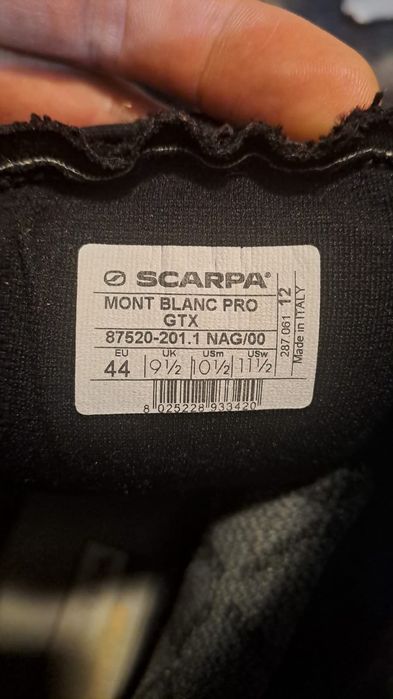 SCARPA®
MONT BLANC PRO
GTX
87520-201.1 NAG/00
EU UK USm USw
44 9½ 10½ 11½
8 025228 933420
287 061 12
Made in ITALY